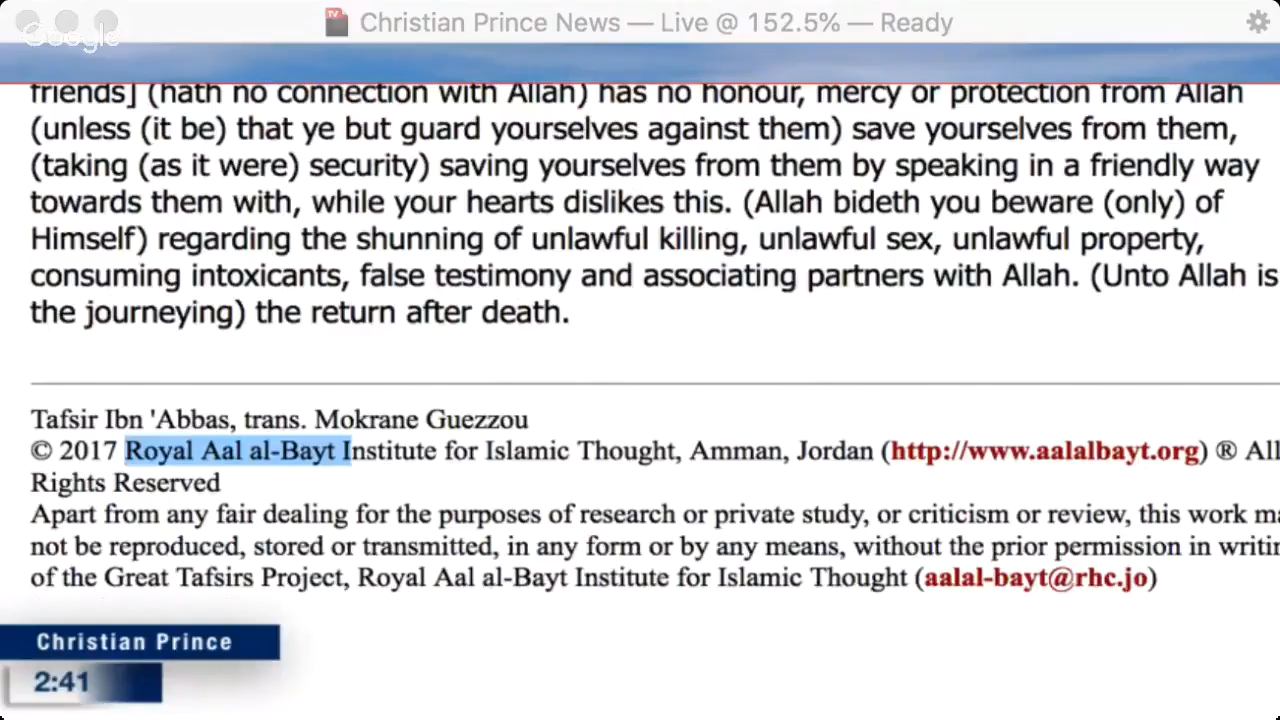 Christian Prince News — Live @ 152.5% — Ready
Google
friends] (hath no connection with Allah) has no honour, mercy or protection from Allah
(unless (it be) that ye but guard yourselves against them) save yourselves from them,
(taking (as it were) security) saving yourselves from them by speaking in a friendly way
towards them with, while your hearts dislikes this. (Allah bideth you beware (only) of
Himself) regarding the shunning of unlawful killing, unlawful sex, unlawful property,
consuming intoxicants, false testimony and associating partners with Allah. (Unto Allah is
the journeying) the return after death.
Tafsir Ibn 'Abbas, trans. Mokrane Guezzou
© 2017 Royal Aal al-Bayt Institute for Islamic Thought, Amman, Jordan (http://www.aalalbayt.org) ® All
Rights Reserved
Apart from any fair dealing for the purposes of research or private study, or criticism or review, this work
not be reproduced, stored or transmitted, in any form or by any means, without the prior permission in
of the Great Tafsirs Project, Royal Aal al-Bayt Institute for Islamic Thought (aalal-bayt@rhc.jo)
Christian Prince
2:41